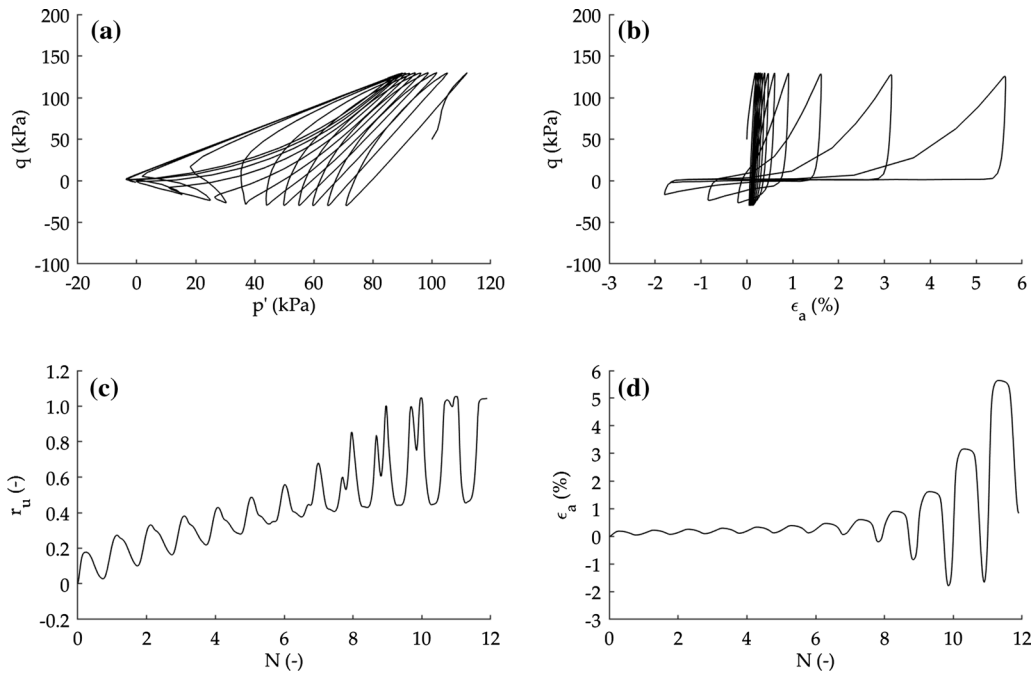 (a)
200
150
100
50
0
-50
-100
q (kPa)
-20 0 20 40 60 80 100 120
p' (kPa)
(b)
200
150
100
50
0
-50
-100
q (kPa)
-3 -2 -1 0 1 2 3 4 5 6
ϵa (%)
(c)
1.2
1.0
0.8
0.6
0.4
0.2
0
-0.2
ru (-)
0 2 4 6 8 10 12
N (-)
(d)
6
5
4
3
2
1
0
-1
-2
-3
ϵa (%)
0 2 4 6 8 10 12
N (-)